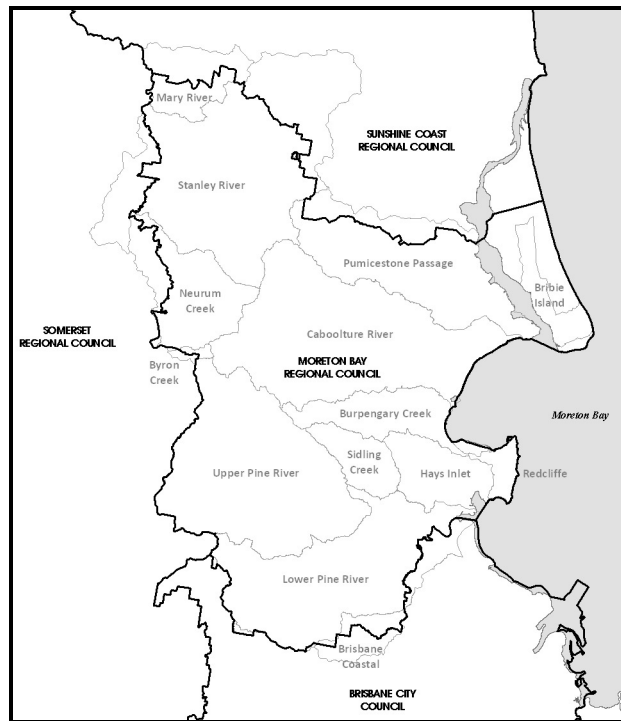 Mary River
SUNSHINE COAST
REGIONAL COUNCIL
Stanley River
Pumicestone Passage
Bribie
Island
Neurum
Creek
SOMERSET
REGIONAL COUNCIL
Caboolture River
Byron
Creek
MORETON BAY
REGIONAL COUNCIL
Burpengary Creek
Moreton Bay
Sidling
Creek
Upper Pine River
Hays Inlet
Redcliffe
Lower Pine River
Brisbane
Coastal
BRISBANE CITY
COUNCIL